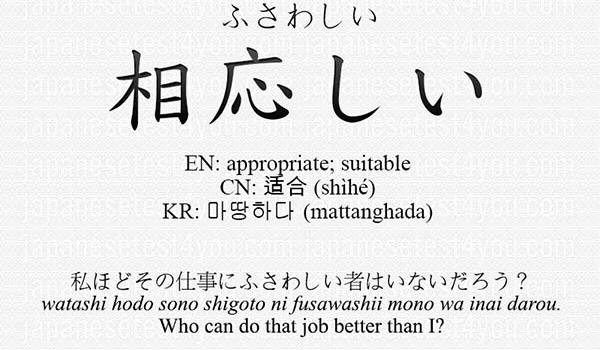 ふさわしい
相応しい
EN: appropriate; suitable
CN: 适合 (shìhé)
KR: 마땅하다 (mattanghada)
私ほどその仕事にふさわしい者はいないだろう？
watashi hodo sono shigoto ni fusawashii mono wa inai darou.
Who can do that job better than I?